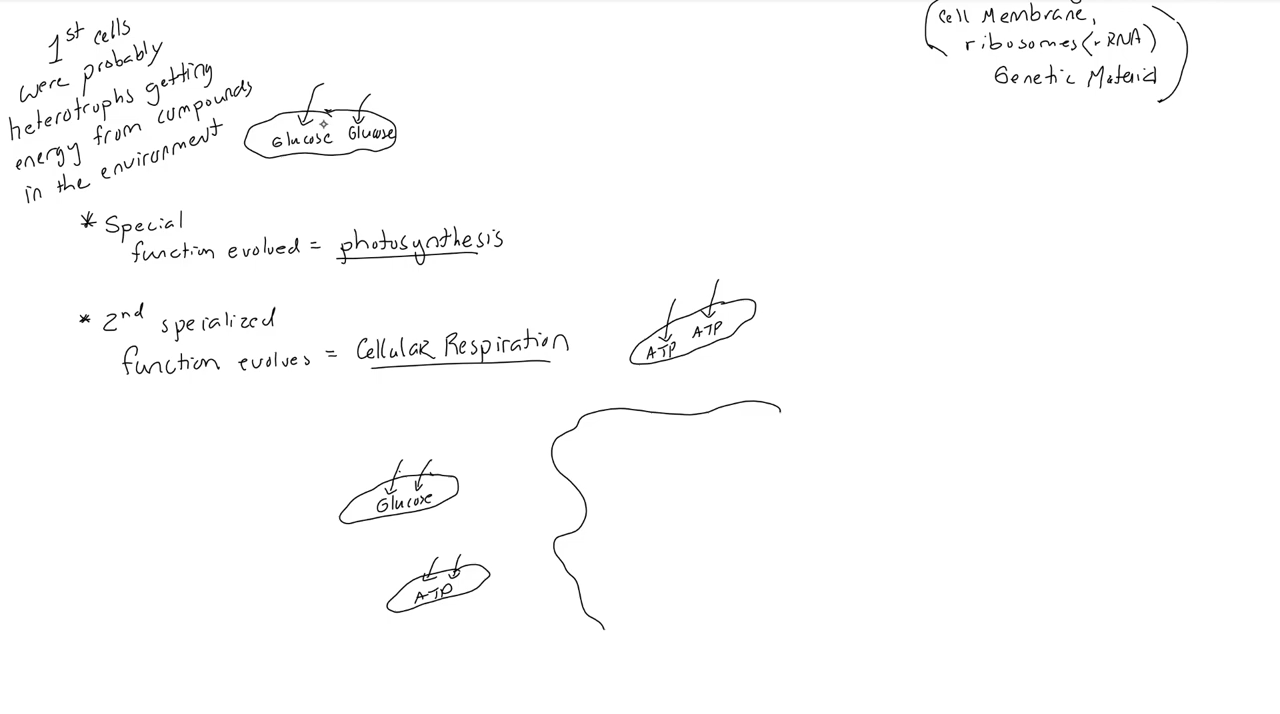 1st cells
were probably
heterotrophs getting
energy from compounds
in the environment
Cell Membrane,
ribosomes (rRNA)
Genetic Material
Glucose Glucose
* Special
function evolved = photosynthesis
* 2nd specialized
function evolves = Cellular Respiration
ATP ATP
Glucose
ATP